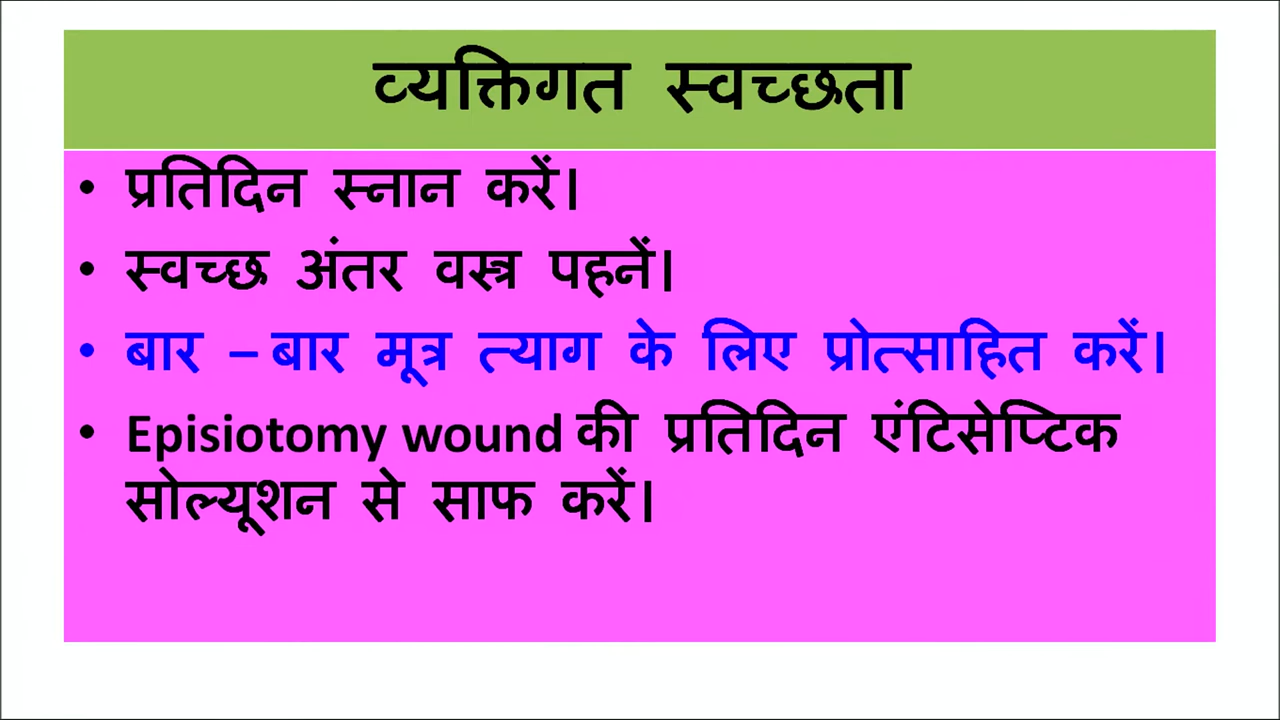 व्यक्तिगत स्वच्छता
• प्रतिदिन स्नान करें।
• स्वच्छ अंतर वस्त्र पहनें।
• बार – बार मूत्र त्याग के लिए प्रोत्साहित करें।
• Episiotomy wound की प्रतिदिन एंटिसेप्टिक
सोल्यूशन से साफ करें।